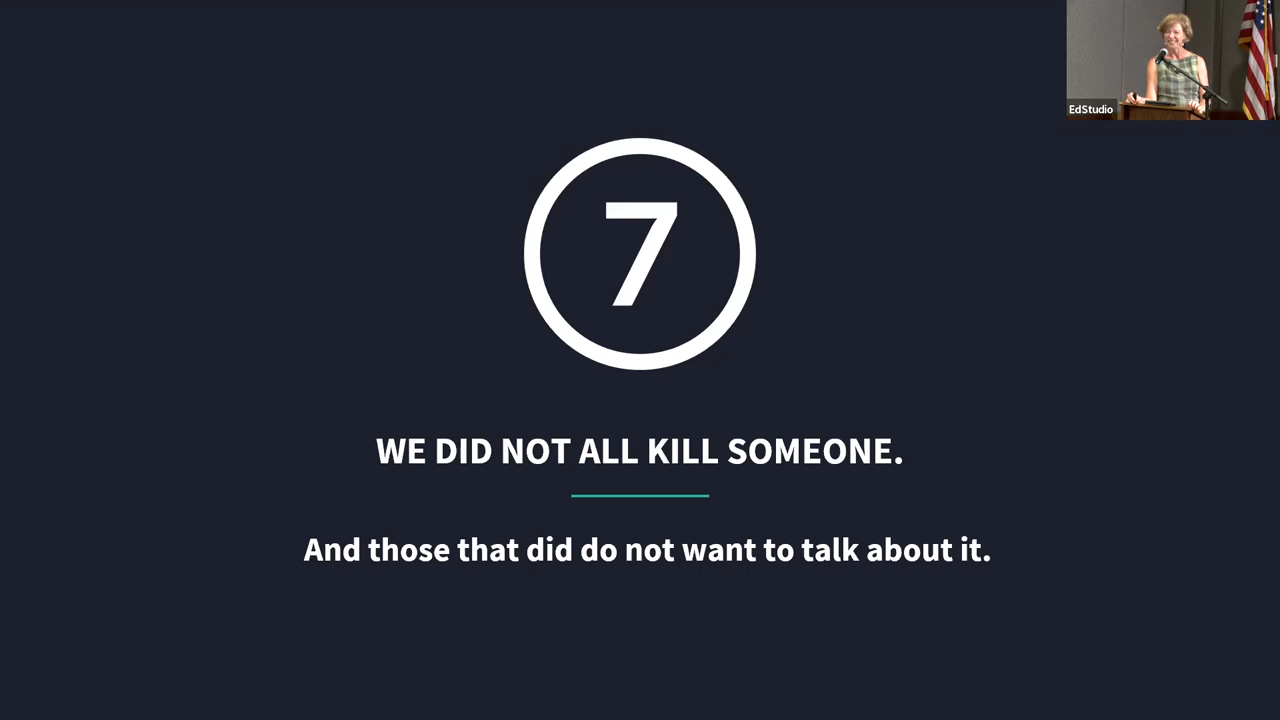 EdStudio
7
WE DID NOT ALL KILL SOMEONE.
And those that did do not want to talk about it.